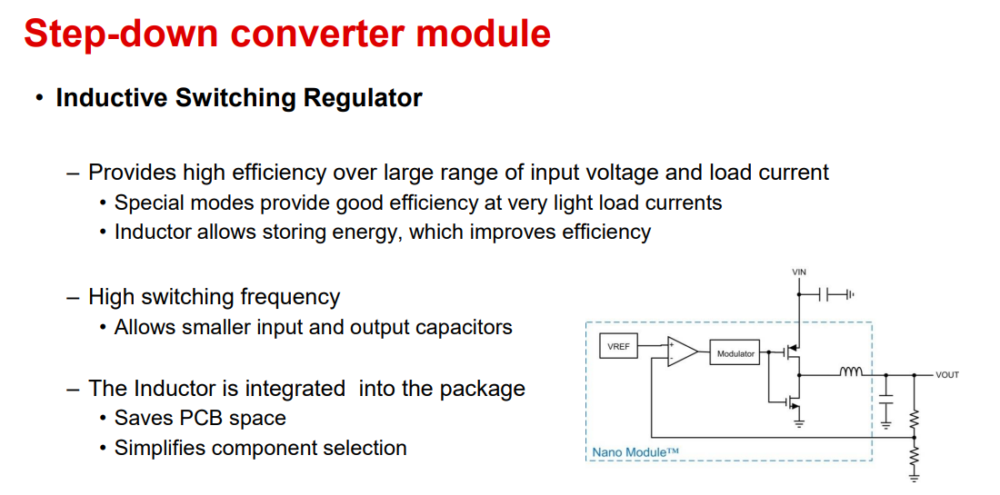 Step-down converter module
• Inductive Switching Regulator
– Provides high efficiency over large range of input voltage and load current
• Special modes provide good efficiency at very light load currents
• Inductor allows storing energy, which improves efficiency
– High switching frequency
• Allows smaller input and output capacitors
– The Inductor is integrated  into the package
• Saves PCB space
• Simplifies component selection
VIN
VREF
+
-
Modulator
VOUT
Nano Module™